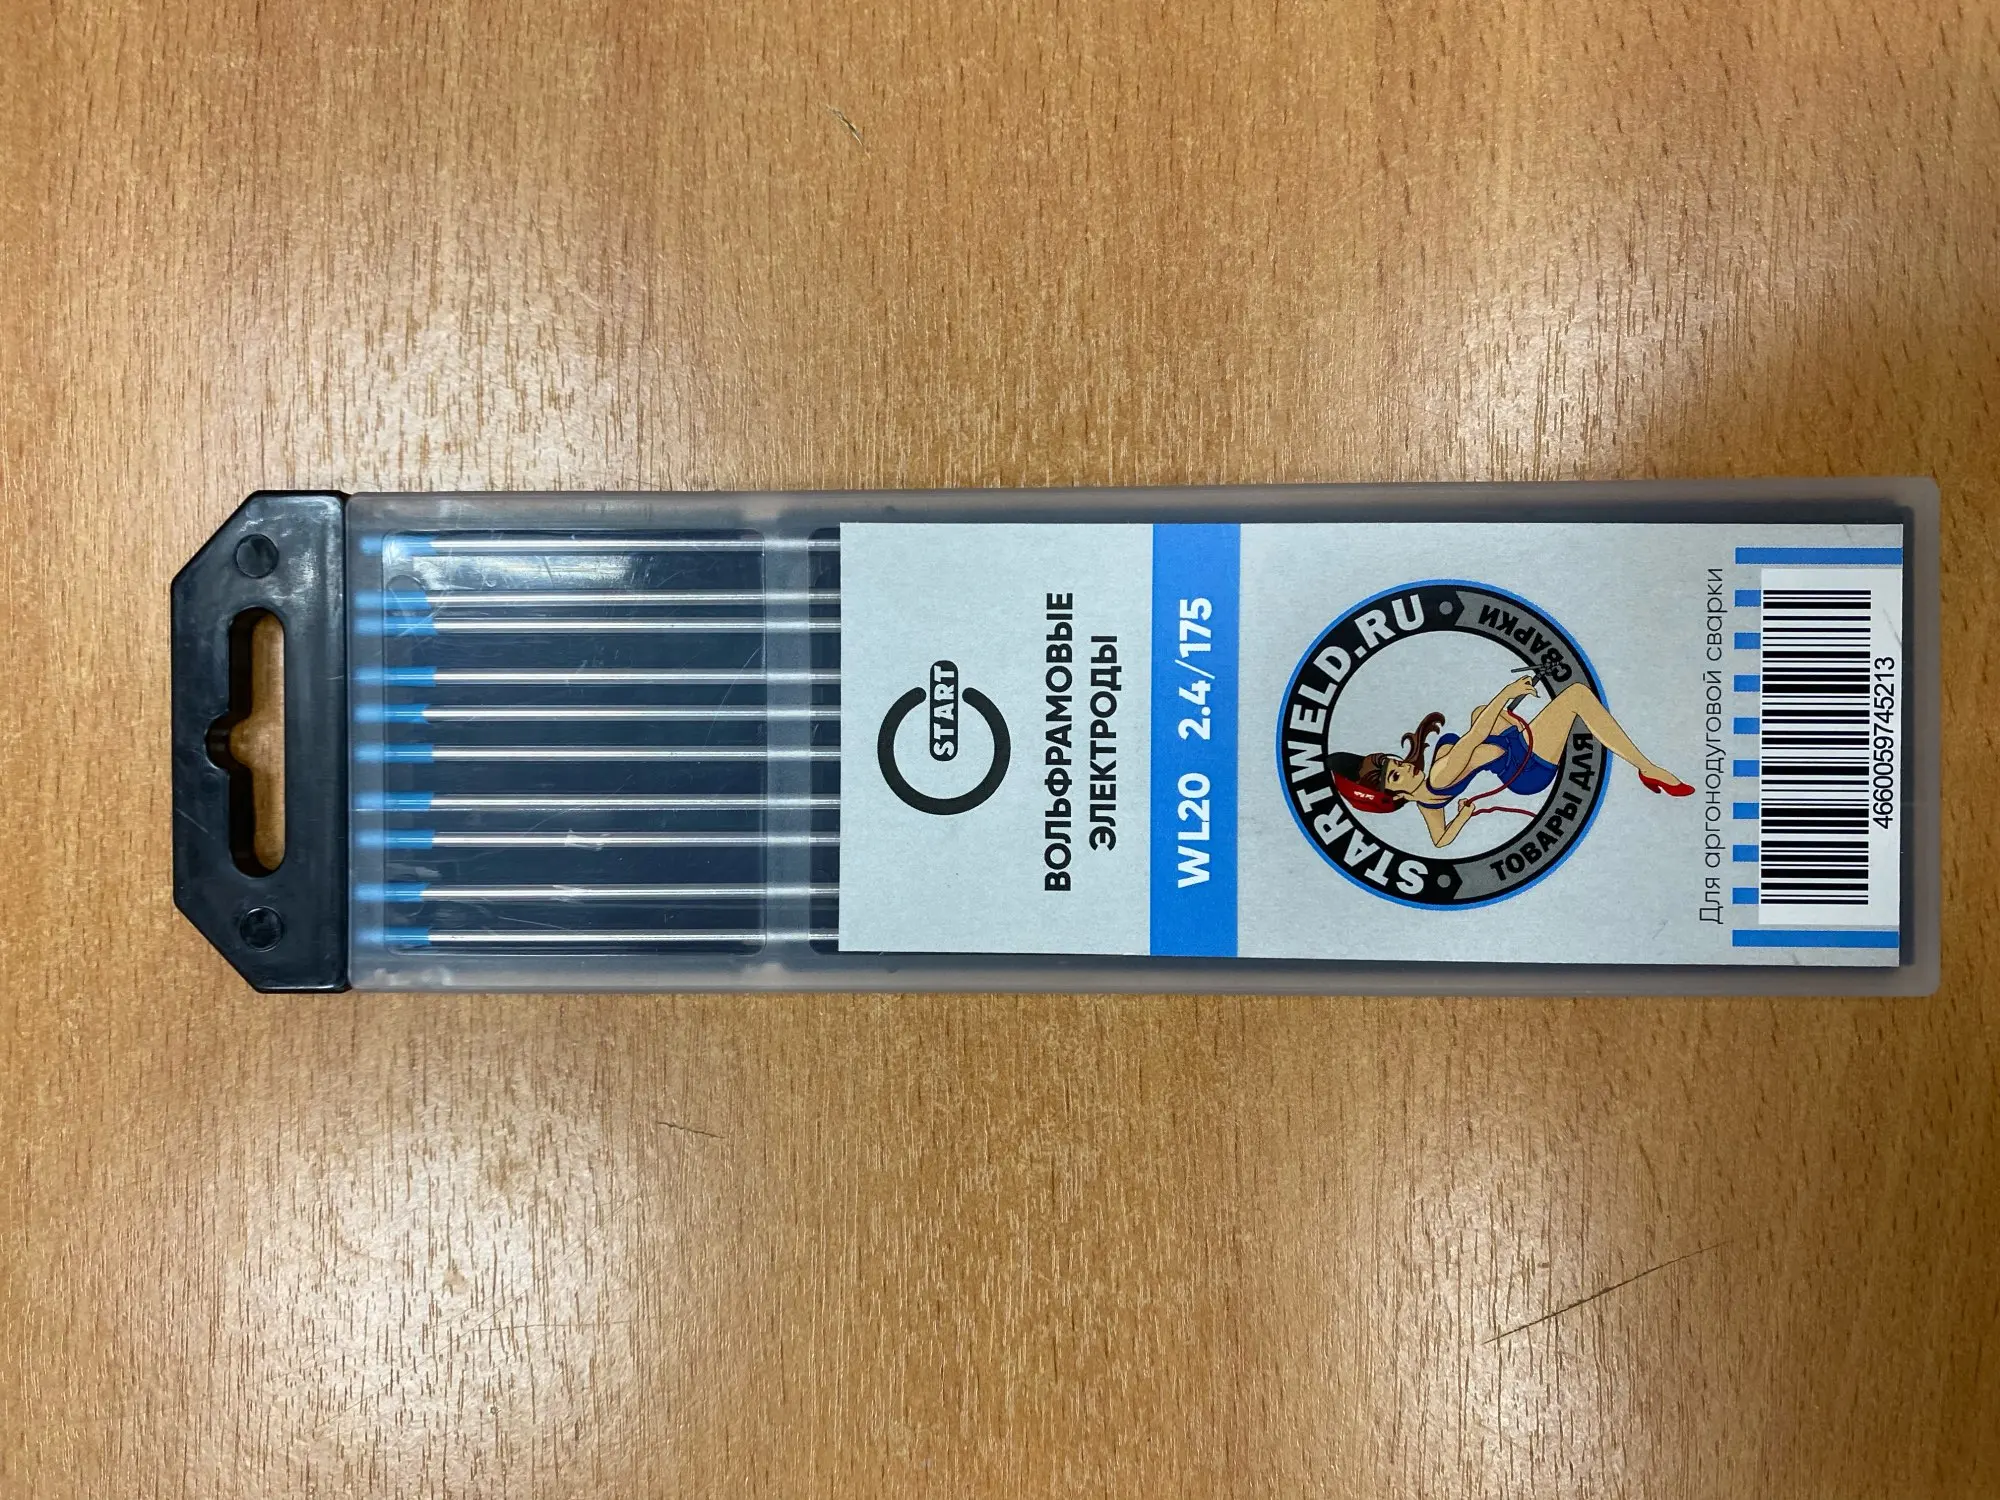 START
ВОЛЬФРАМОВЫЕ
ЭЛЕКТРОДЫ
WL20 2.4/175
STARTWELD.RU
ТОВАРЫ ДЛЯ СВАРКИ
Для аргонодуговой сварки
4660059745213